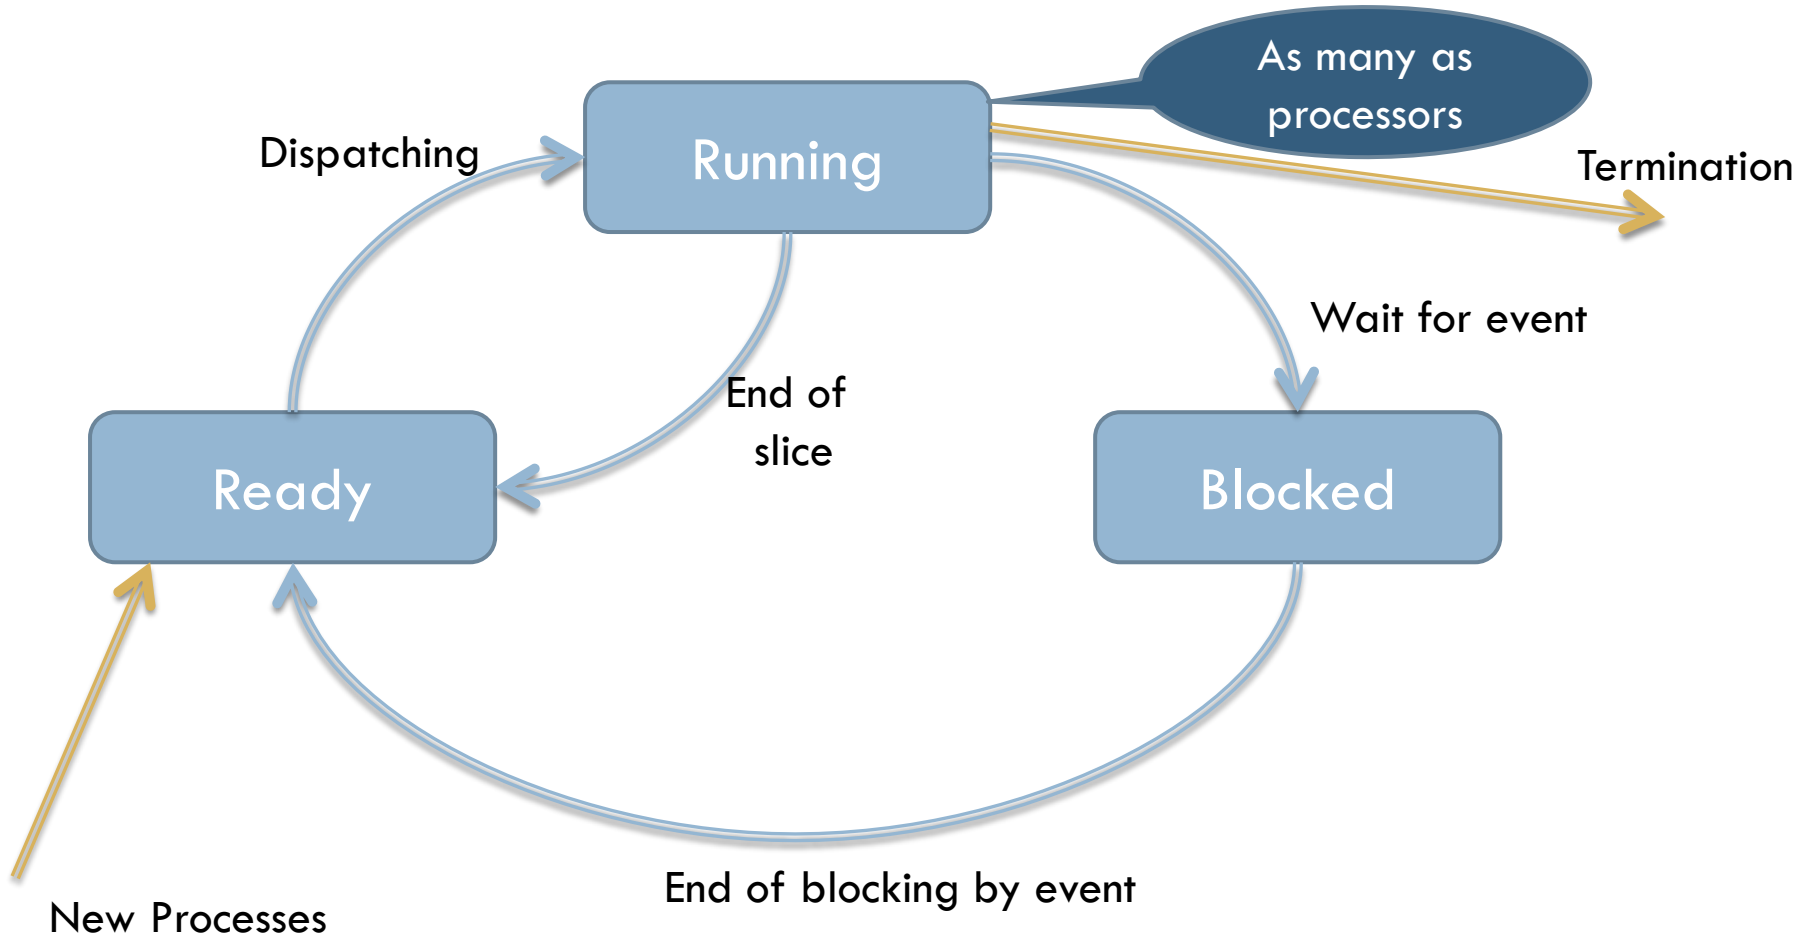 As many as
processors
Dispatching
Running
Termination
Wait for event
End of
slice
Ready
Blocked
End of blocking by event
New Processes